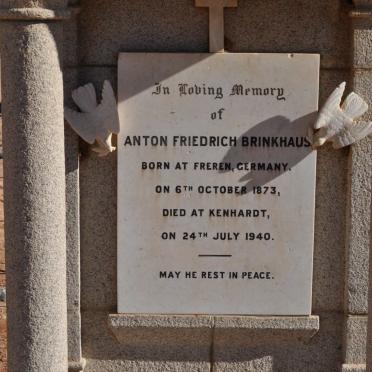 In Loving Memory
of
ANTON FRIEDRICH BRINKHAUS
BORN AT FREREN, GERMANY.
ON 6TH OCTOBER 1873,
DIED AT KENHARDT,
ON 24TH JULY 1940.
MAY HE REST IN PEACE.